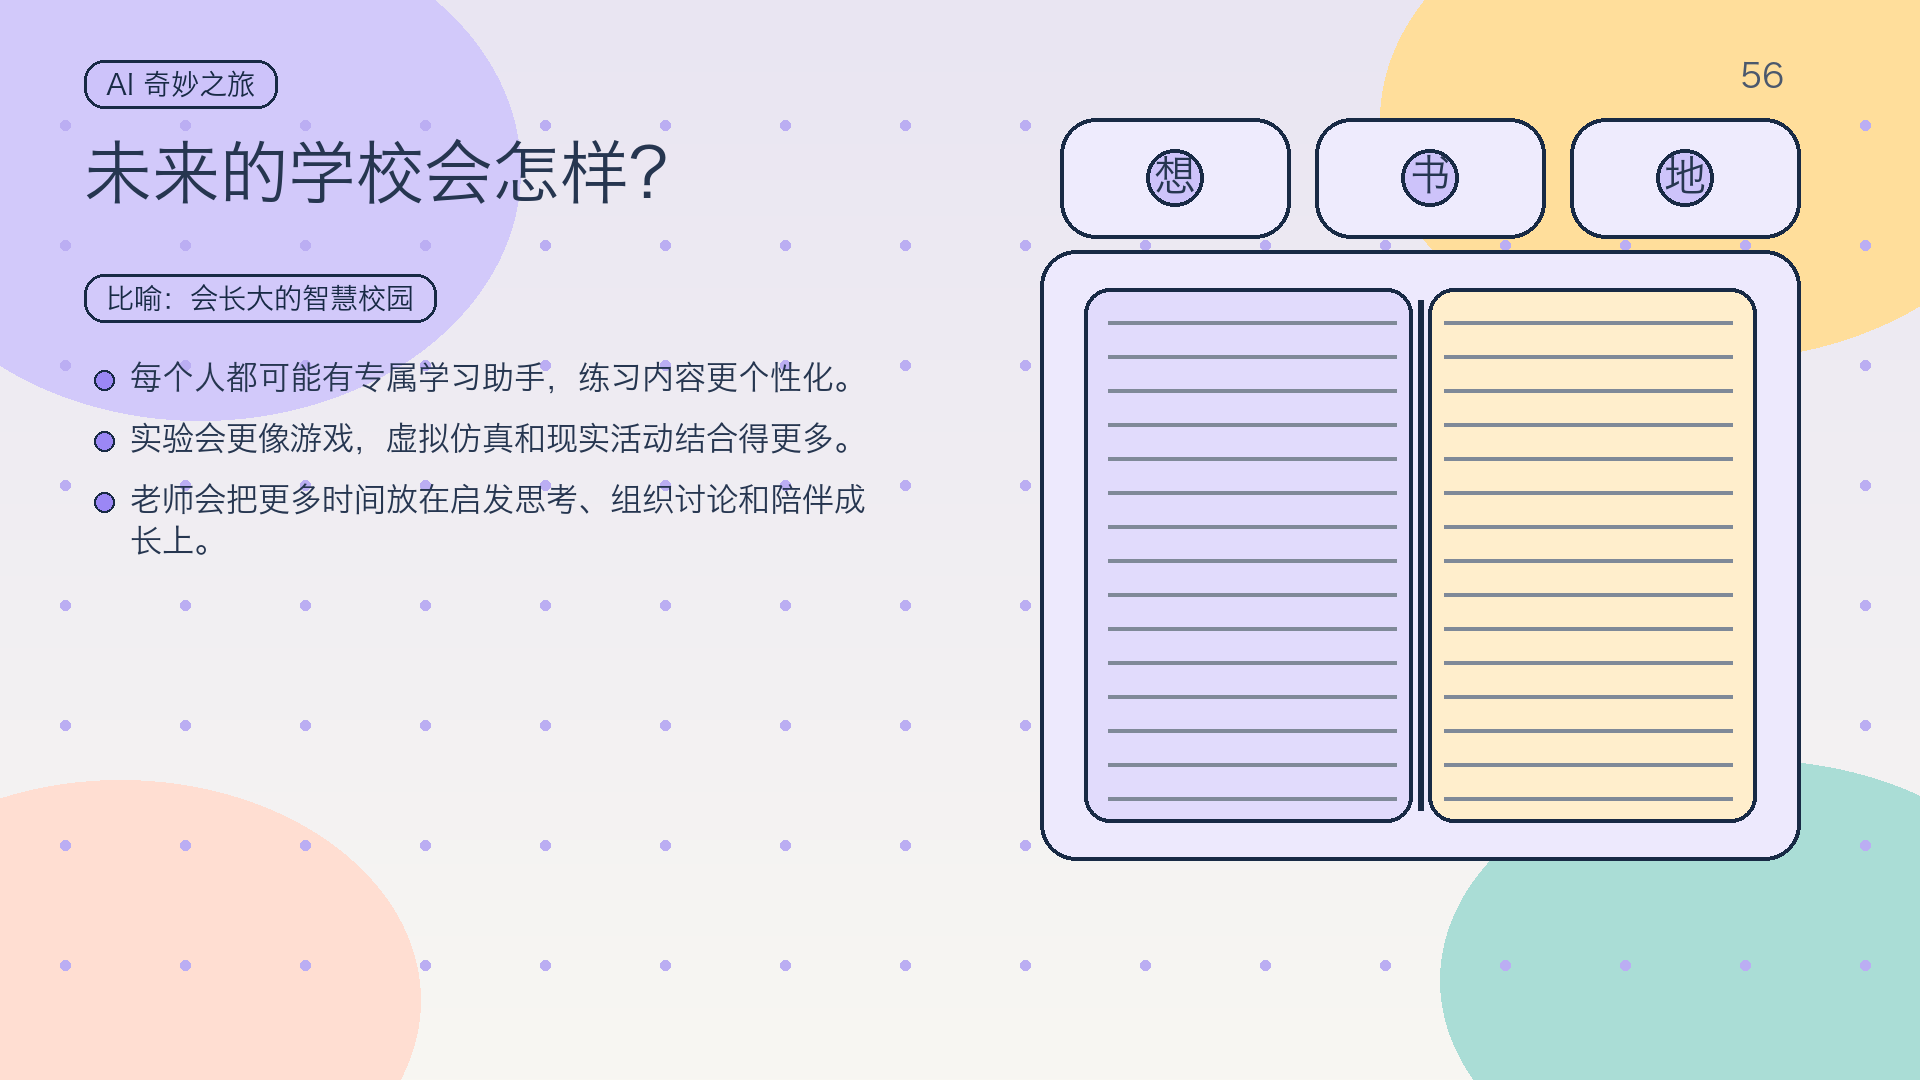 AI 奇妙之旅
56
未来的学校会怎样?
想
书
地
比喻：会长大的智慧校园
每个人都可能有专属学习助手，练习内容更个性化。
实验会更像游戏，虚拟仿真和现实活动结合得更多。
老师会把更多时间放在启发思考、组织讨论和陪伴成
长上。